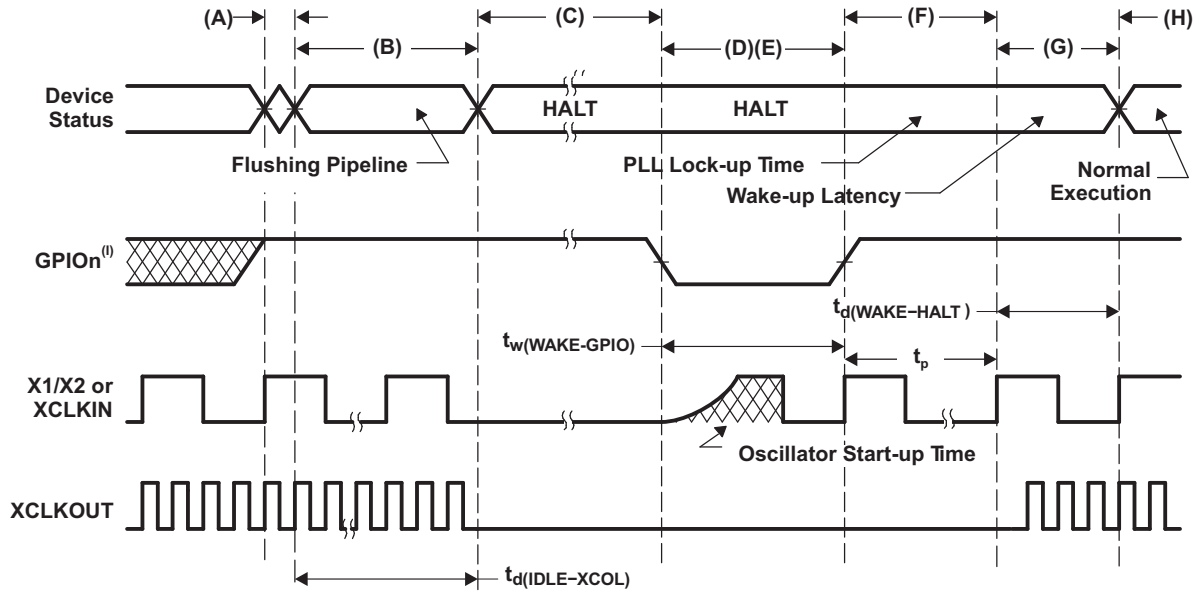 (A)
(B)
(C)
(D)(E)
(F)
(G)
(H)
Device
Status
HALT
HALT
Flushing Pipeline
PLL Lock-up Time
Wake-up Latency
Normal
Execution
GPIOn(I)
td(WAKE−HALT)
tw(WAKE-GPIO)
tp
X1/X2 or
XCLKIN
Oscillator Start-up Time
XCLKOUT
td(IDLE−XCOL)